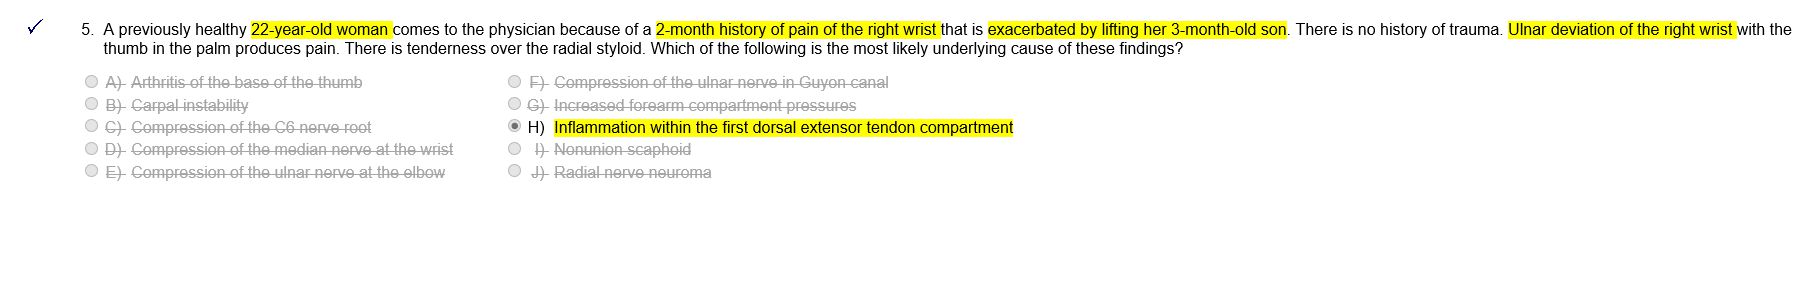 5. A previously healthy 22-year-old woman comes to the physician because of a 2-month history of pain of the right wrist that is exacerbated by lifting her 3-month-old son. There is no history of trauma. Ulnar deviation of the right wrist with the
thumb in the palm produces pain. There is tenderness over the radial styloid. Which of the following is the most likely underlying cause of these findings?
A) Arthritis of the base of the thumb
B) Carpal instability
C) Compression of the C6 nerve root
D) Compression of the median nerve at the wrist
E) Compression of the ulnar nerve at the elbow
F) Compression of the ulnar nerve in Guyon canal
G) Increased forearm compartment pressures
H) Inflammation within the first dorsal extensor tendon compartment
I) Nonunion scaphoid
J) Radial nerve neuroma